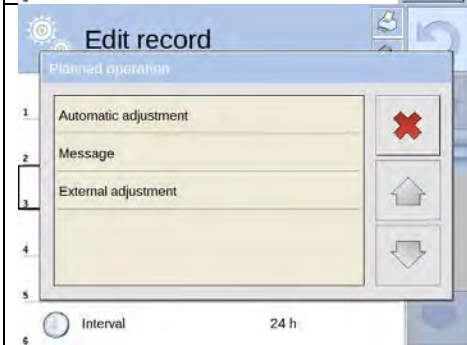 Edit record
Planned operation
1
Automatic adjustment
2
Message
External adjustment
3
4
5
Interval 24 h
6